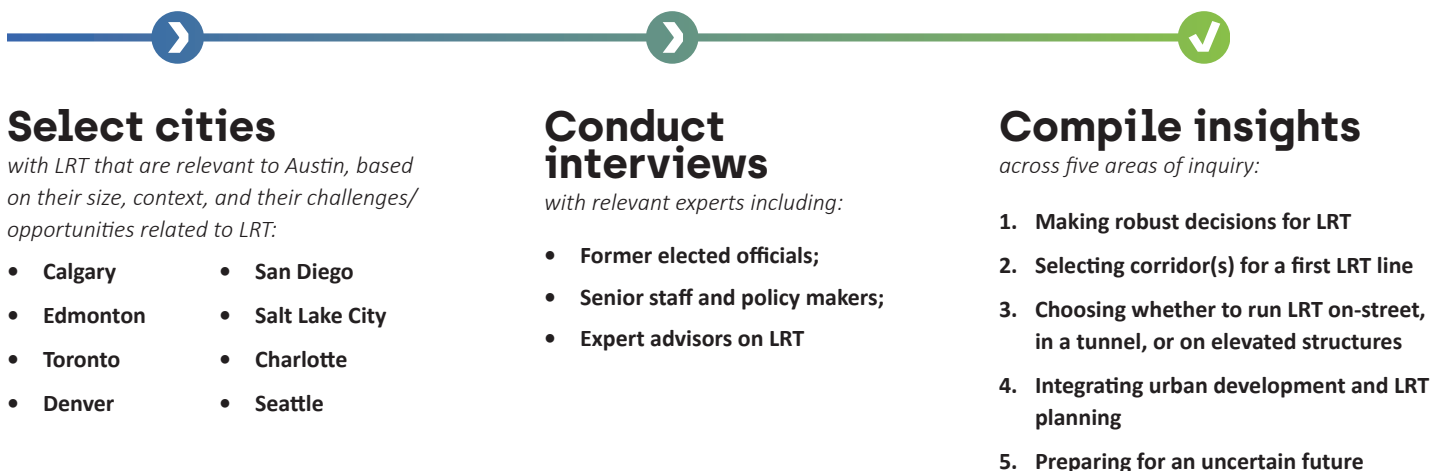 Select cities
with LRT that are relevant to Austin, based
on their size, context, and their challenges/
opportunities related to LRT:
• Calgary
• Edmonton
• Toronto
• Denver
• San Diego
• Salt Lake City
• Charlotte
• Seattle
Conduct
interviews
with relevant experts including:
• Former elected officials;
• Senior staff and policy makers;
• Expert advisors on LRT
Compile insights
across five areas of inquiry:
1. Making robust decisions for LRT
2. Selecting corridor(s) for a first LRT line
3. Choosing whether to run LRT on-street,
in a tunnel, or on elevated structures
4. Integrating urban development and LRT
planning
5. Preparing for an uncertain future